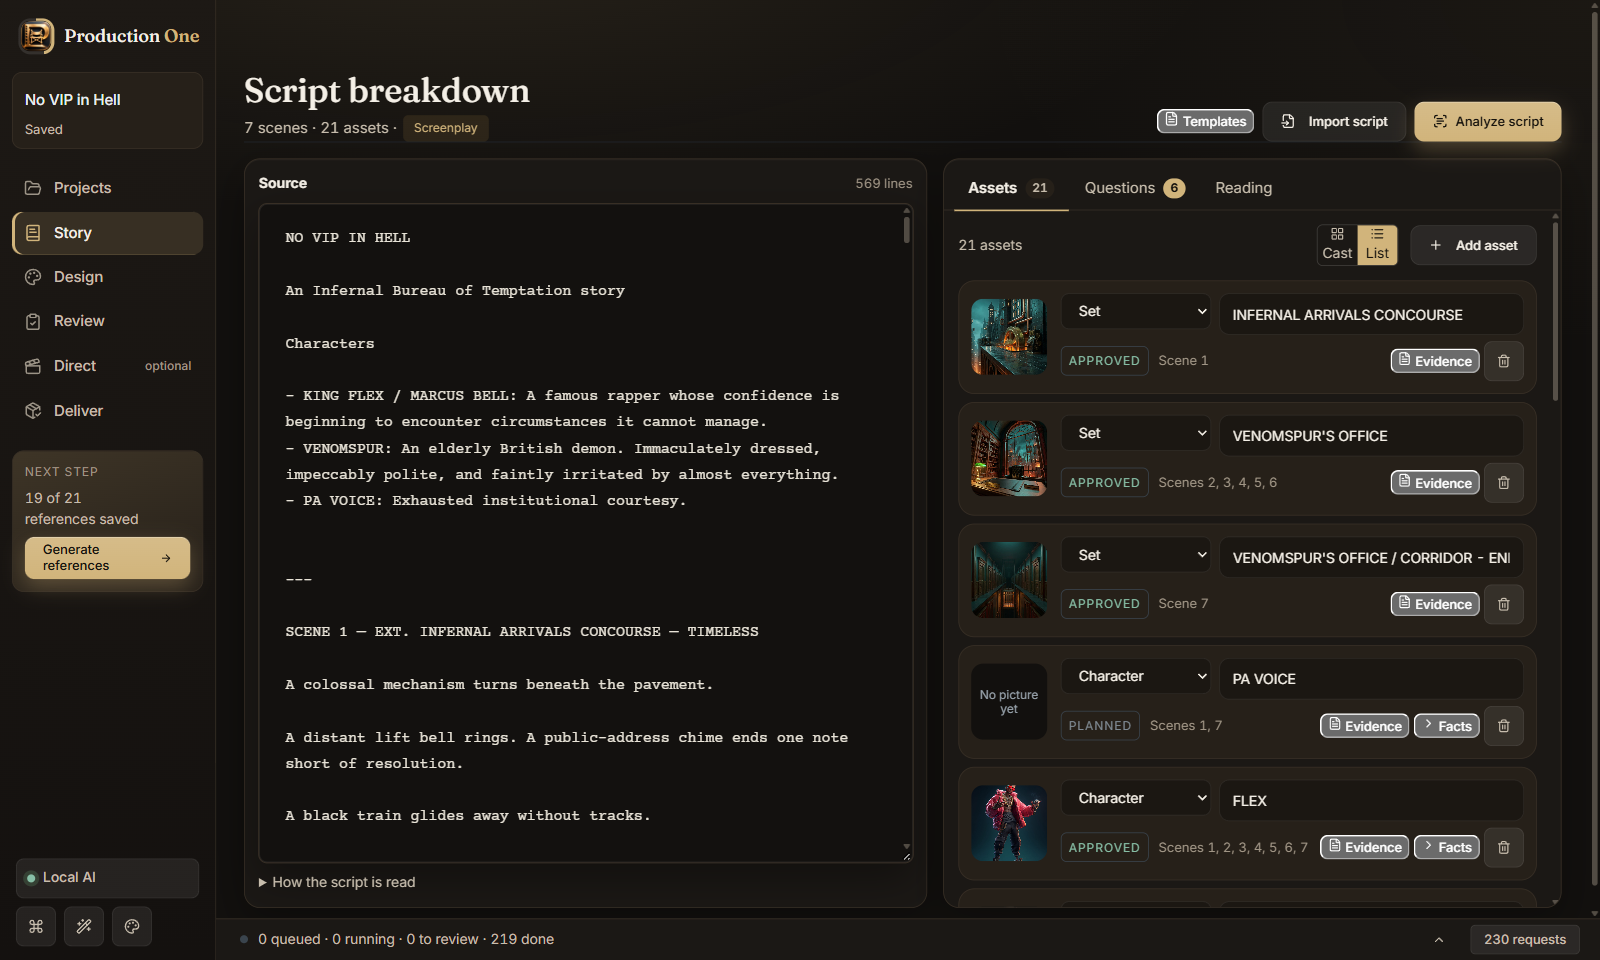 Production One
No VIP in Hell
Saved
Projects
Story
Design
Review
Direct optional
Deliver
NEXT STEP
19 of 21
references saved
Generate
references
Local AI
Script breakdown
7 scenes · 21 assets · Screenplay
Templates
Import script
Analyze script
Source 569 lines
NO VIP IN HELL
An Infernal Bureau of Temptation story
Characters
- KING FLEX / MARCUS BELL: A famous rapper whose confidence is
beginning to encounter circumstances it cannot manage.
- VENOMSPUR: An elderly British demon. Immaculately dressed,
impeccably polite, and faintly irritated by almost everything.
- PA VOICE: Exhausted institutional courtesy.
---
SCENE 1 — EXT. INFERNAL ARRIVALS CONCOURSE — TIMELESS
A colossal mechanism turns beneath the pavement.
A distant lift bell rings. A public-address chime ends one note
short of resolution.
A black train glides away without tracks.
How the script is read
Assets 21 Questions 6 Reading
21 assets
Cast
List
Add asset
Set INFERNAL ARRIVALS CONCOURSE
APPROVED Scene 1 Evidence
Set VENOMSPUR'S OFFICE
APPROVED Scenes 2, 3, 4, 5, 6 Evidence
Set VENOMSPUR'S OFFICE / CORRIDOR - EN
APPROVED Scene 7 Evidence
No picture
yet
Character PA VOICE
PLANNED Scenes 1, 7 Evidence Facts
Character FLEX
APPROVED Scenes 1, 2, 3, 4, 5, 6, 7 Evidence Facts
0 queued · 0 running · 0 to review · 219 done
230 requests